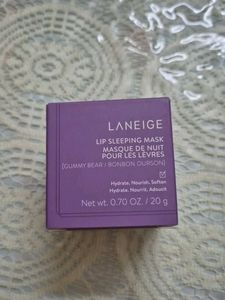 LANEIGE
LIP SLEEPING MASK
MASQUE DE NUIT
POUR LES LÈVRES
[GUMMY BEAR / BONBON OURSON]
Hydrate, Nourish, Soften
Hydrate, Nourrit, Adoucit
Net wt. 0.70 OZ. / 20 g